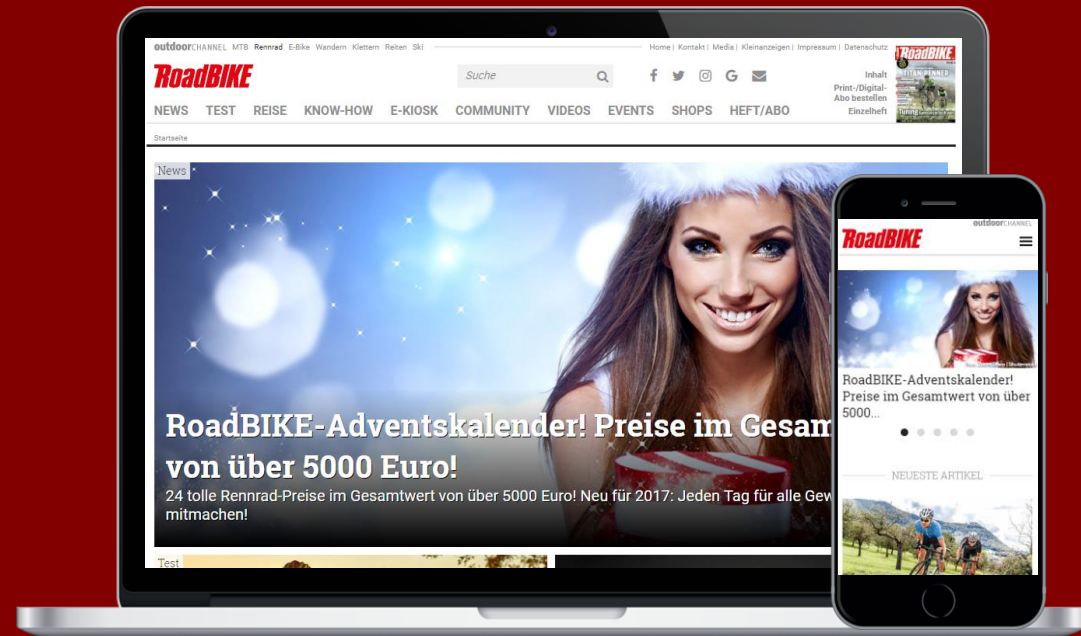 outdoorCHANNEL MTB Rennrad E-Bike Wandern Klettern Reiten Ski
Home | Kontakt | Media | Kleinanzeigen | Impressum | Datenschutz
RoadBIKE
Suche
Inhalt
Print-/Digital-
Abo bestellen
Einzelheft
RoadBIKE
TITAN-RENNER
Tuning
NEWS TEST REISE KNOW-HOW E-KIOSK COMMUNITY VIDEOS EVENTS SHOPS HEFT/ABO
Startseite
News
RoadBIKE-Adventskalender! Preise im Gesam
von über 5000 Euro!
24 tolle Rennrad-Preise im Gesamtwert von über 5000 Euro! Neu für 2017: Jeden Tag für alle Gew
mitmachen!
Test
outdoorCHANNEL
RoadBIKE
RoadBIKE-Adventskalender!
Preise im Gesamtwert von über
5000...
NEUESTE ARTIKEL